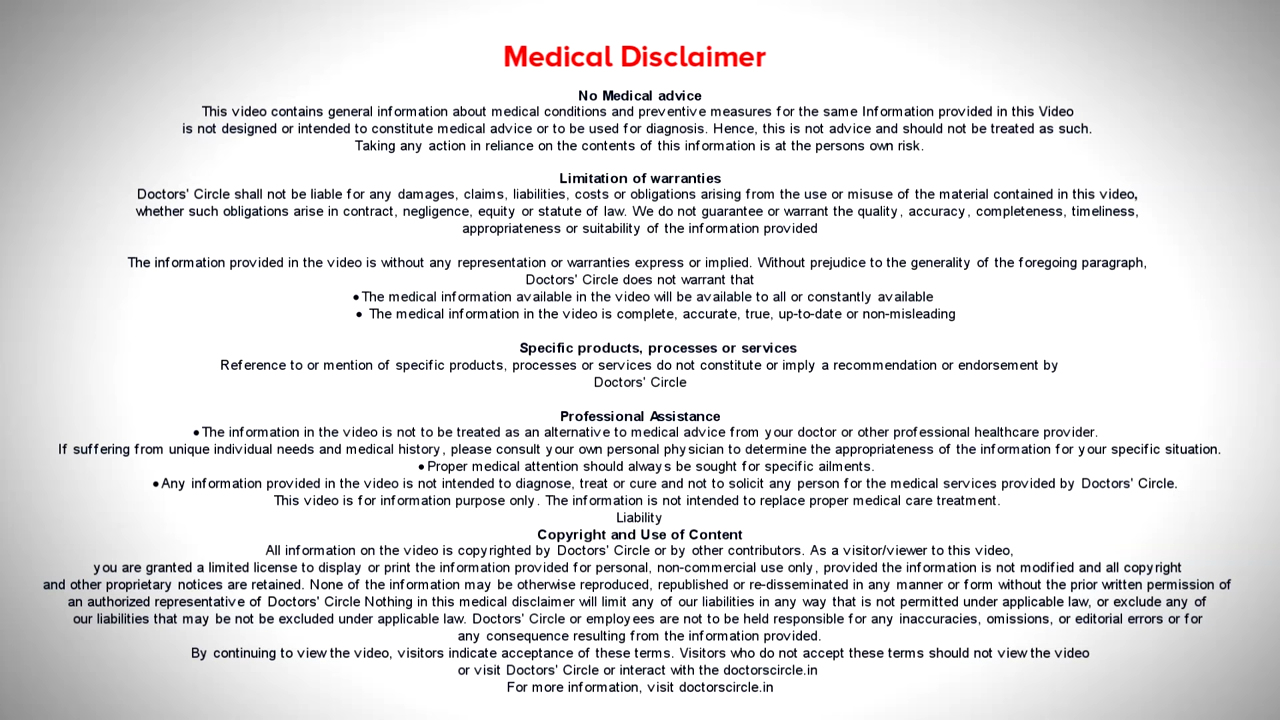 Medical Disclaimer
No Medical advice
This video contains general information about medical conditions and preventive measures for the same Information provided in this Video
is not designed or intended to constitute medical advice or to be used for diagnosis. Hence, this is not advice and should not be treated as such.
Taking any action in reliance on the contents of this information is at the persons own risk.
Limitation of warranties
Doctors' Circle shall not be liable for any damages, claims, liabilities, costs or obligations arising from the use or misuse of the material contained in this video,
whether such obligations arise in contract, negligence, equity or statute of law. We do not guarantee or warrant the quality, accuracy, completeness, timeliness,
appropriateness or suitability of the information provided
The information provided in the video is without any representation or warranties express or implied. Without prejudice to the generality of the foregoing paragraph,
Doctors' Circle does not warrant that
•The medical information available in the video will be available to all or constantly available
• The medical information in the video is complete, accurate, true, up-to-date or non-misleading
Specific products, processes or services
Reference to or mention of specific products, processes or services do not constitute or imply a recommendation or endorsement by
Doctors' Circle
Professional Assistance
•The information in the video is not to be treated as an alternative to medical advice from your doctor or other professional healthcare provider.
If suffering from unique individual needs and medical history, please consult your own personal physician to determine the appropriateness of the information for your specific situation.
•Proper medical attention should always be sought for specific ailments.
•Any information provided in the video is not intended to diagnose, treat or cure and not to solicit any person for the medical services provided by Doctors' Circle.
This video is for information purpose only. The information is not intended to replace proper medical care treatment.
Liability
Copyright and Use of Content
All information on the video is copyrighted by Doctors' Circle or by other contributors. As a visitor/viewer to this video,
you are granted a limited license to display or print the information provided for personal, non-commercial use only, provided the information is not modified and all copyright
and other proprietary notices are retained. None of the information may be otherwise reproduced, republished or re-disseminated in any manner or form without the prior written permission of
an authorized representative of Doctors' Circle Nothing in this medical disclaimer will limit any of our liabilities in any way that is not permitted under applicable law, or exclude any of
our liabilities that may be not be excluded under applicable law. Doctors' Circle or employees are not to be held responsible for any inaccuracies, omissions, or editorial errors or for
any consequence resulting from the information provided.
By continuing to view the video, visitors indicate acceptance of these terms. Visitors who do not accept these terms should not view the video
or visit Doctors' Circle or interact with the doctorscircle.in
For more information, visit doctorscircle.in